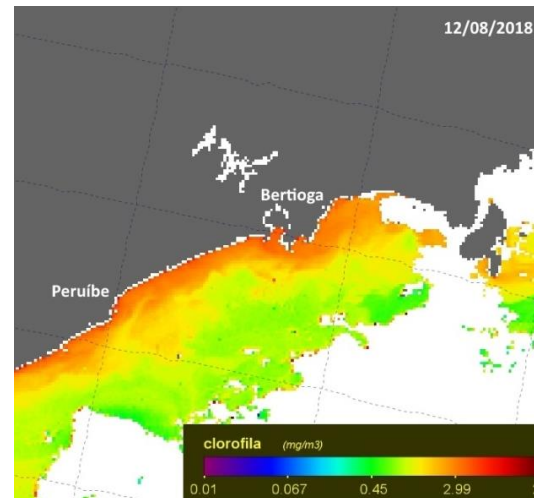 12/08/2018
Bertioga
Peruíbe
clorofila (mg/m3)
0.01 0.067 0.45 2.99